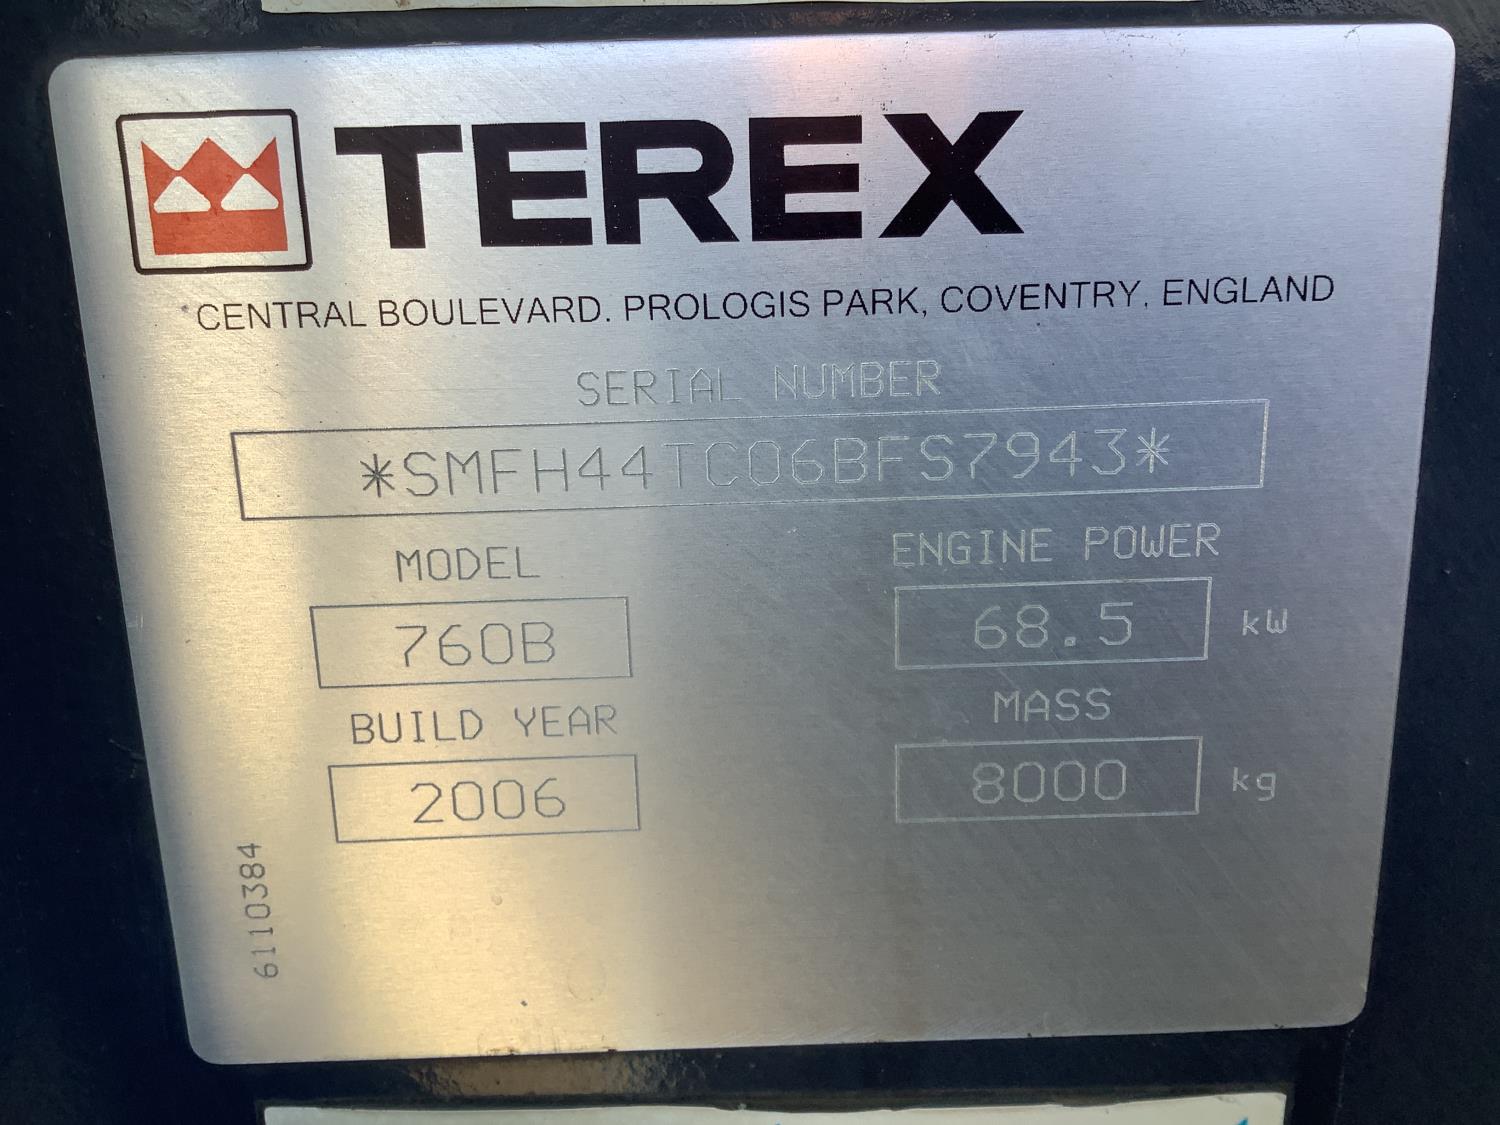 TEREX
CENTRAL BOULEVARD. PROLOGIS PARK, COVENTRY, ENGLAND
SERIAL NUMBER
*SMFH44TC06BFS7943*
MODEL
760B
ENGINE POWER
68.5 kW
BUILD YEAR
2006
MASS
8000 kg
6110384